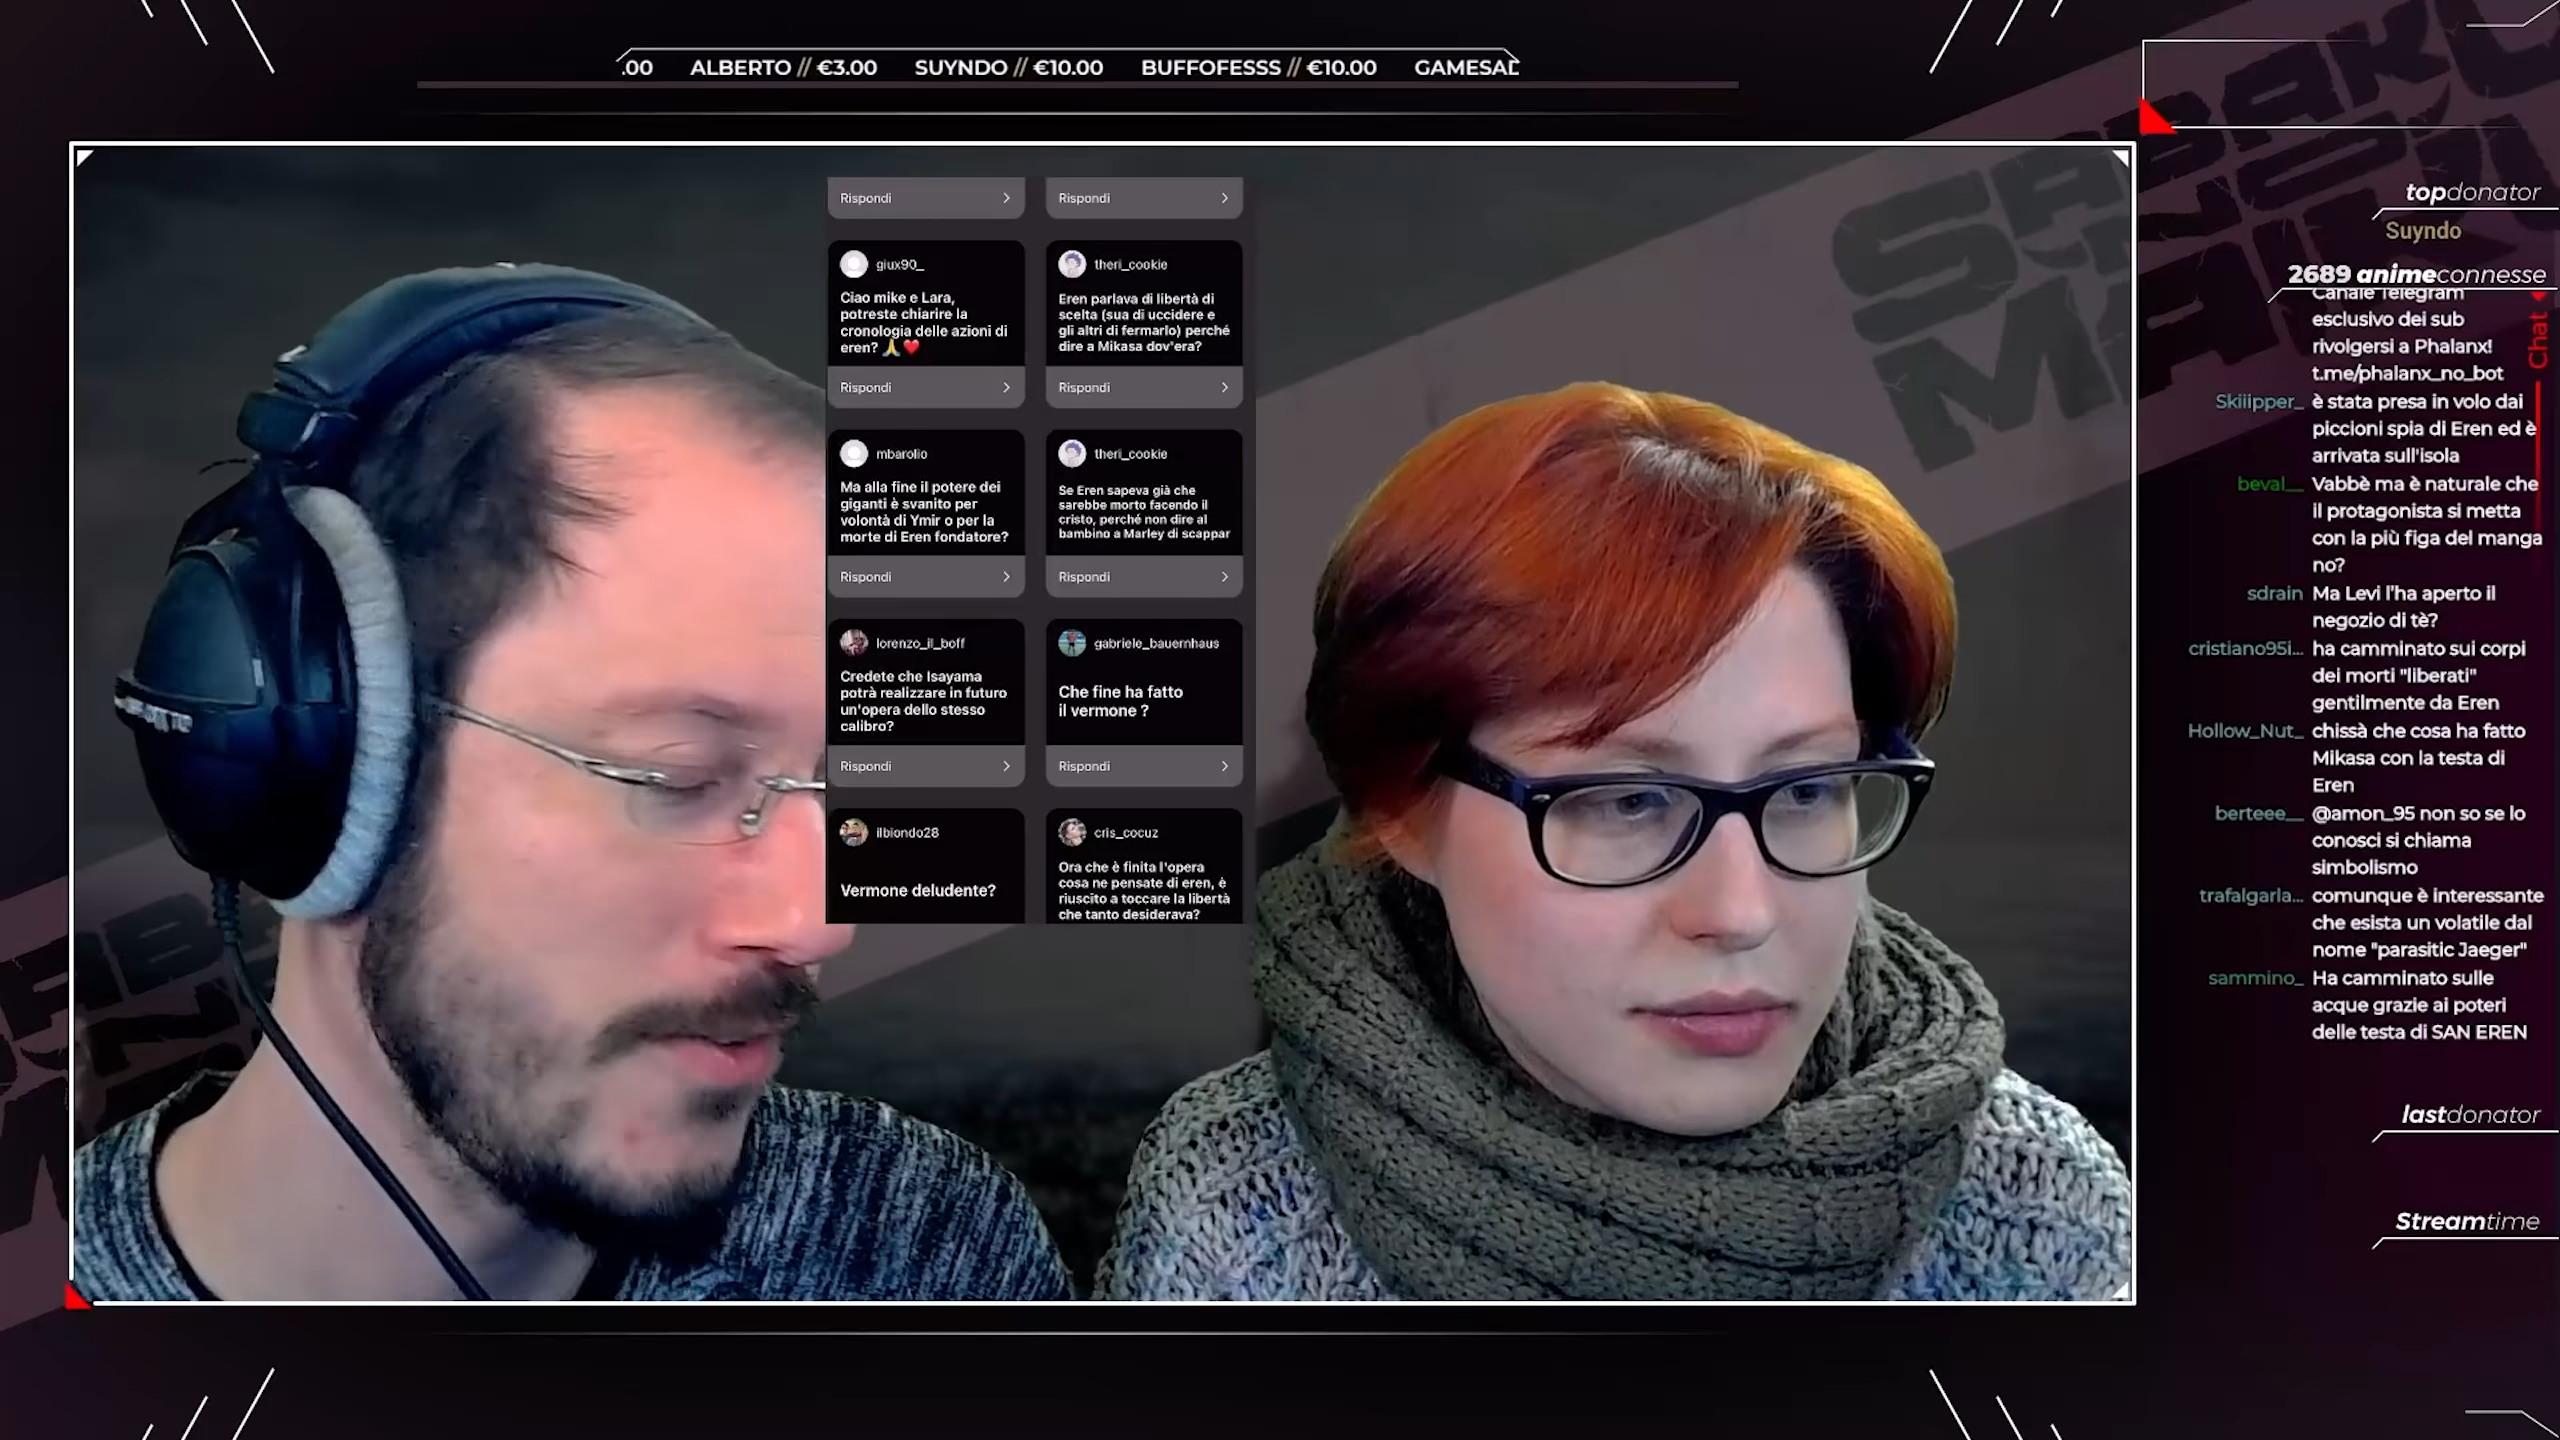 .00 ALBERTO // €3.00 SUYNDO // €10.00 BUFFOFESSS // €10.00 GAMESAL
topdonator
Suyndo
2689 animeconnesse
Chat
Canale Telegram
esclusivo dei sub
rivolgersi a Phalanx!
t.me/phalanx_no_bot
Skiiipper_ è stata presa in volo dai
piccioni spia di Eren ed è
arrivata sull'isola
beval__ Vabbè ma è naturale che
il protagonista si metta
con la più figa del manga
no?
sdrain Ma Levi l'ha aperto il
negozio di tè?
cristiano95i... ha camminato sui corpi
dei morti "liberati"
gentilmente da Eren
Hollow_Nut_ chissà che cosa ha fatto
Mikasa con la testa di
Eren
berteee__ @amon_95 non so se lo
conosci si chiama
simbolismo
trafalgarla... comunque è interessante
che esista un volatile dal
nome "parasitic Jaeger"
sammino_ Ha camminato sulle
acque grazie ai poteri
delle testa di SAN EREN
lastdonator
Streamtime
Rispondi
Rispondi
giux90_
Ciao mike e Lara,
potreste chiarire la
cronologia delle azioni di
eren? 🙏❤️
Rispondi
theri_cookie
Eren parlava di libertà di
scelta (sua di uccidere e
gli altri di fermarlo) perché
dire a Mikasa dov'era?
Rispondi
mbarolio
Ma alla fine il potere dei
giganti è svanito per
volontà di Ymir o per la
morte di Eren fondatore?
Rispondi
theri_cookie
Se Eren sapeva già che
sarebbe morto facendo il
cristo, perché non dire al
bambino a Marley di scappar
Rispondi
lorenzo_il_boff
Credete che Isayama
potrà realizzare in futuro
un'opera dello stesso
calibro?
Rispondi
gabriele_bauernhaus
Che fine ha fatto
il vermone ?
Rispondi
ilbiondo28
Vermone deludente?
cris_cocuz
Ora che è finita l'opera
cosa ne pensate di eren, è
riuscito a toccare la libertà
che tanto desiderava?